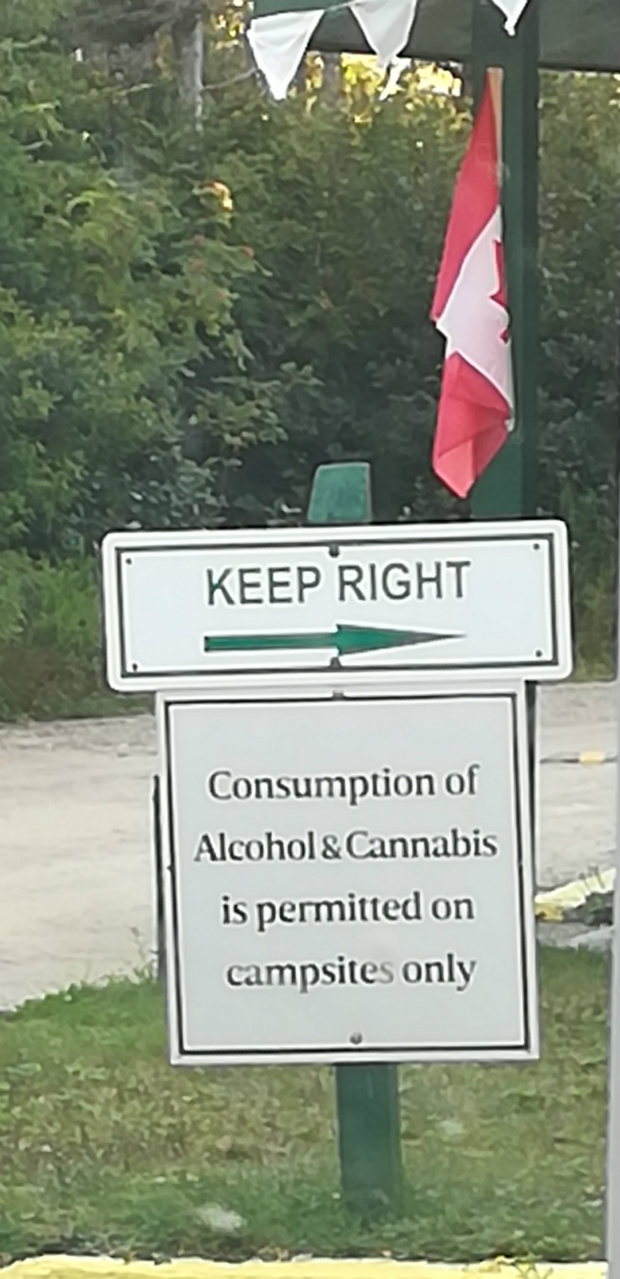 KEEP RIGHT
Consumption of
Alcohol & Cannabis
is permitted on
campsites only